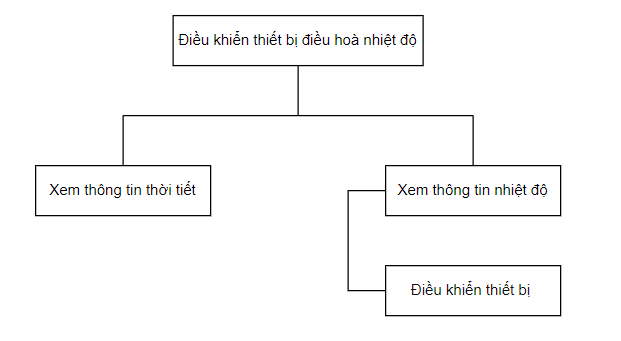 Điều khiển thiết bị điều hoà nhiệt độ
Xem thông tin thời tiết
Xem thông tin nhiệt độ
Điều khiển thiết bị